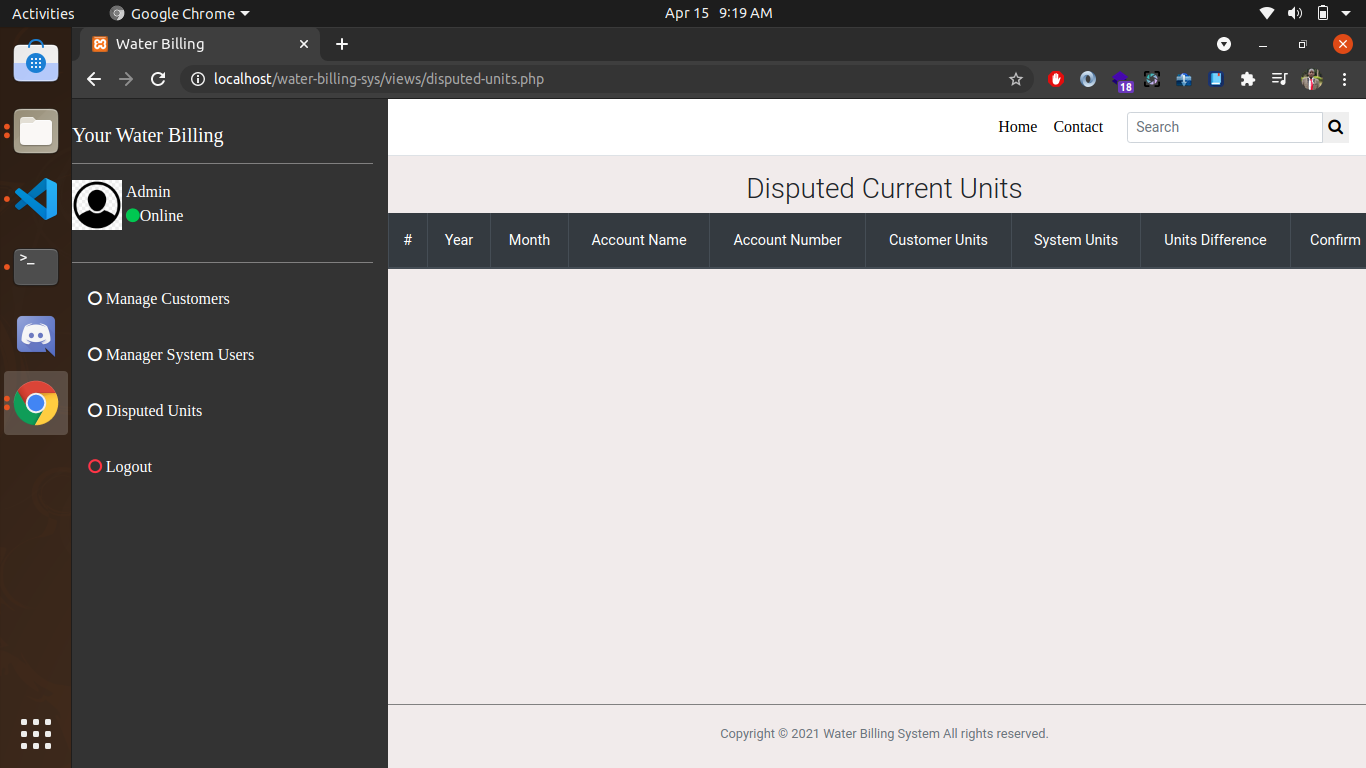 Activities Google Chrome Apr 15 9:19 AM
Water Billing
localhost/water-billing-sys/views/disputed-units.php
18
Your Water Billing
Home Contact Search
Admin
Online
Disputed Current Units
# Year Month Account Name Account Number Customer Units System Units Units Difference Confirm
>_
Manage Customers
Manager System Users
Disputed Units
Logout
Copyright © 2021 Water Billing System All rights reserved.